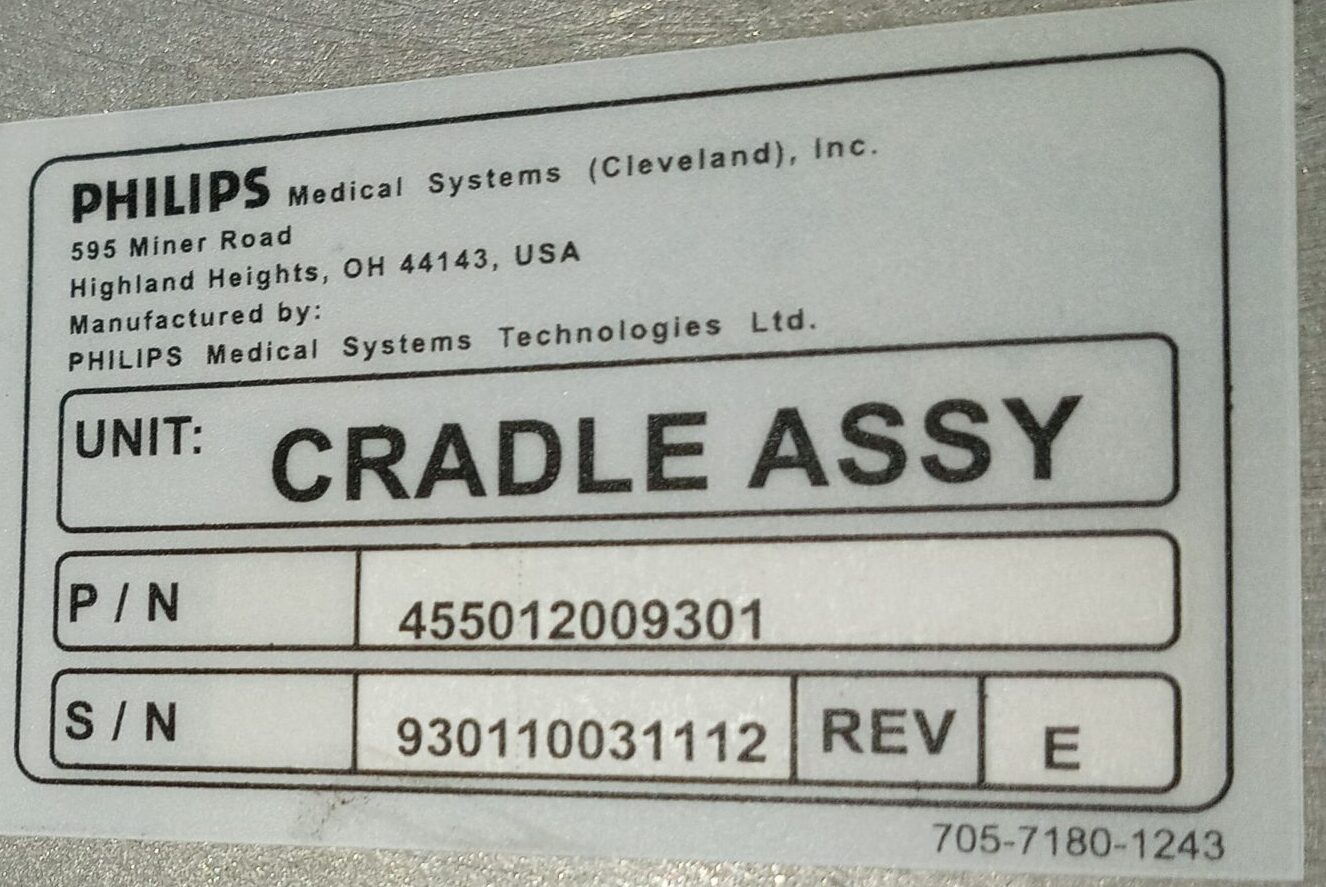 PHILIPS Medical Systems (Cleveland), Inc.
595 Miner Road
Highland Heights, OH 44143, USA
Manufactured by:
PHILIPS Medical Systems Technologies Ltd.
UNIT: CRADLE ASSY
P / N 455012009301
S / N 930110031112 REV E
705-7180-1243